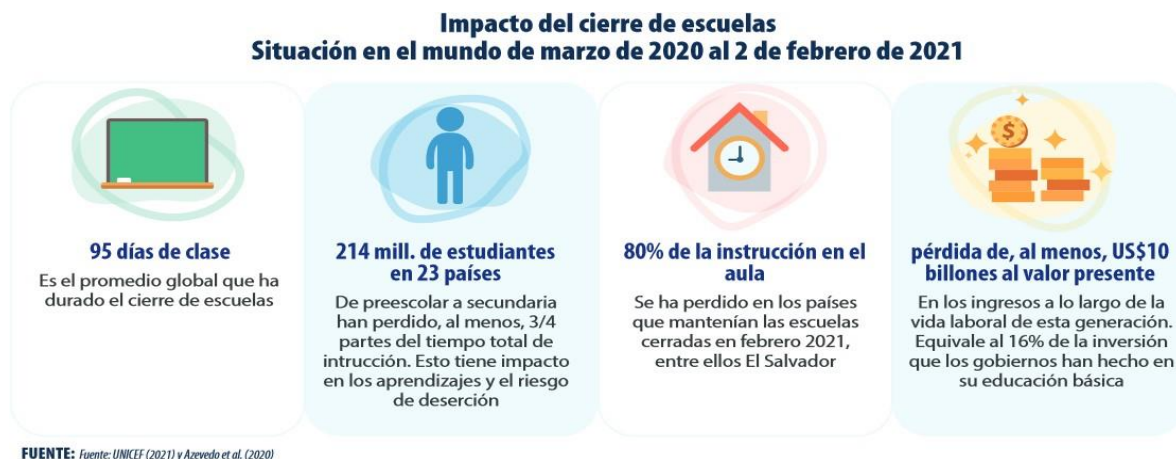 Impacto del cierre de escuelas
Situación en el mundo de marzo de 2020 al 2 de febrero de 2021
95 días de clase
Es el promedio global que ha
durado el cierre de escuelas
214 mill. de estudiantes
en 23 países
De preescolar a secundaria
han perdido, al menos, 3/4
partes del tiempo total de
intrucción. Esto tiene impacto
en los aprendizajes y el riesgo
de deserción
80% de la instrucción en el
aula
Se ha perdido en los países
que mantenían las escuelas
cerradas en febrero 2021,
entre ellos El Salvador
$
pérdida de, al menos, US$10
billones al valor presente
En los ingresos a lo largo de la
vida laboral de esta generación.
Equivale al 16% de la inversión
que los gobiernos han hecho en
su educación básica
FUENTE: Fuente: UNICEF (2021) y Azevedo et al. (2020)